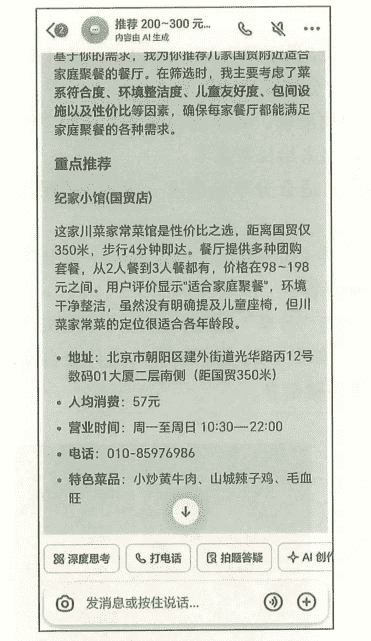 2
推荐 200~300 元...
内容由 AI 生成
基于你的需求，我为你推荐几家国贸附近适合
家庭聚餐的餐厅。在筛选时，我主要考虑了菜
系符合度、环境整洁度、儿童友好度、包间设
施以及性价比等因素，确保每家餐厅都能满足
家庭聚餐的各种需求。
重点推荐
纪家小馆(国贸店)
这家川菜家常菜馆是性价比之选，距离国贸仅
350米，步行4分钟即达。餐厅提供多种团购
套餐，从2人餐到3人餐都有，价格在98~198
元之间。用户评价显示"适合家庭聚餐"，环境
干净整洁，虽然没有明确提及儿童座椅，但川
菜家常菜的定位很适合各年龄段。
• 地址：北京市朝阳区建外街道光华路丙12号
数码01大厦二层南侧（距国贸350米）
• 人均消费：57元
• 营业时间：周一至周日 10:30—22:00
• 电话：010-85976986
• 特色菜品：小炒黄牛肉、山城辣子鸡、毛血
旺
深度思考 打电话 拍题答疑 AI 创作
发消息或按住说话...